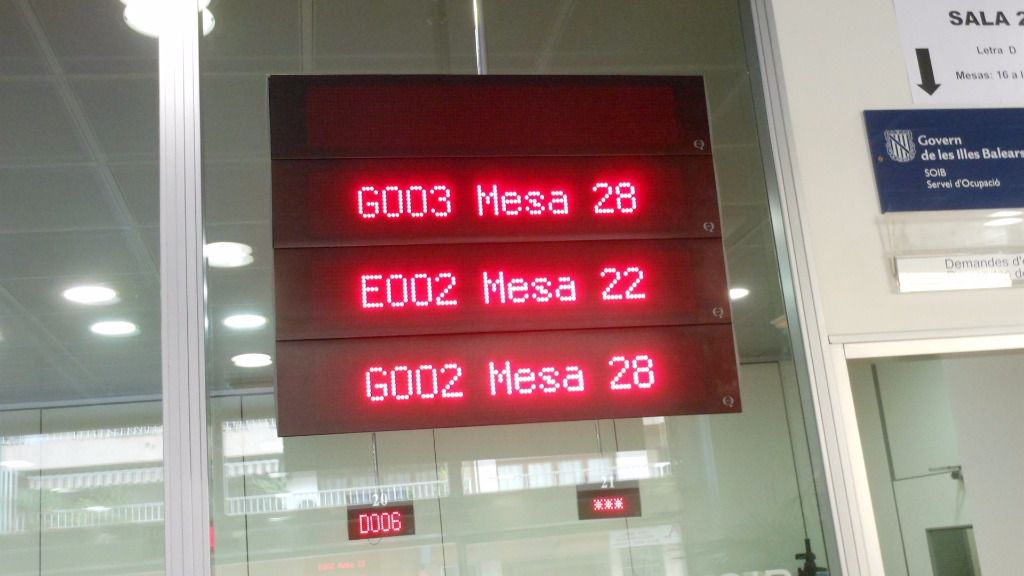 SALA 2
Letra D
Mesas: 16 a l
G003 Mesa 28
E002 Mesa 22
G002 Mesa 28
Govern
de les Illes Balears
SOIB
Servei d'Ocupació
Demandes d'
20
D006
21
***